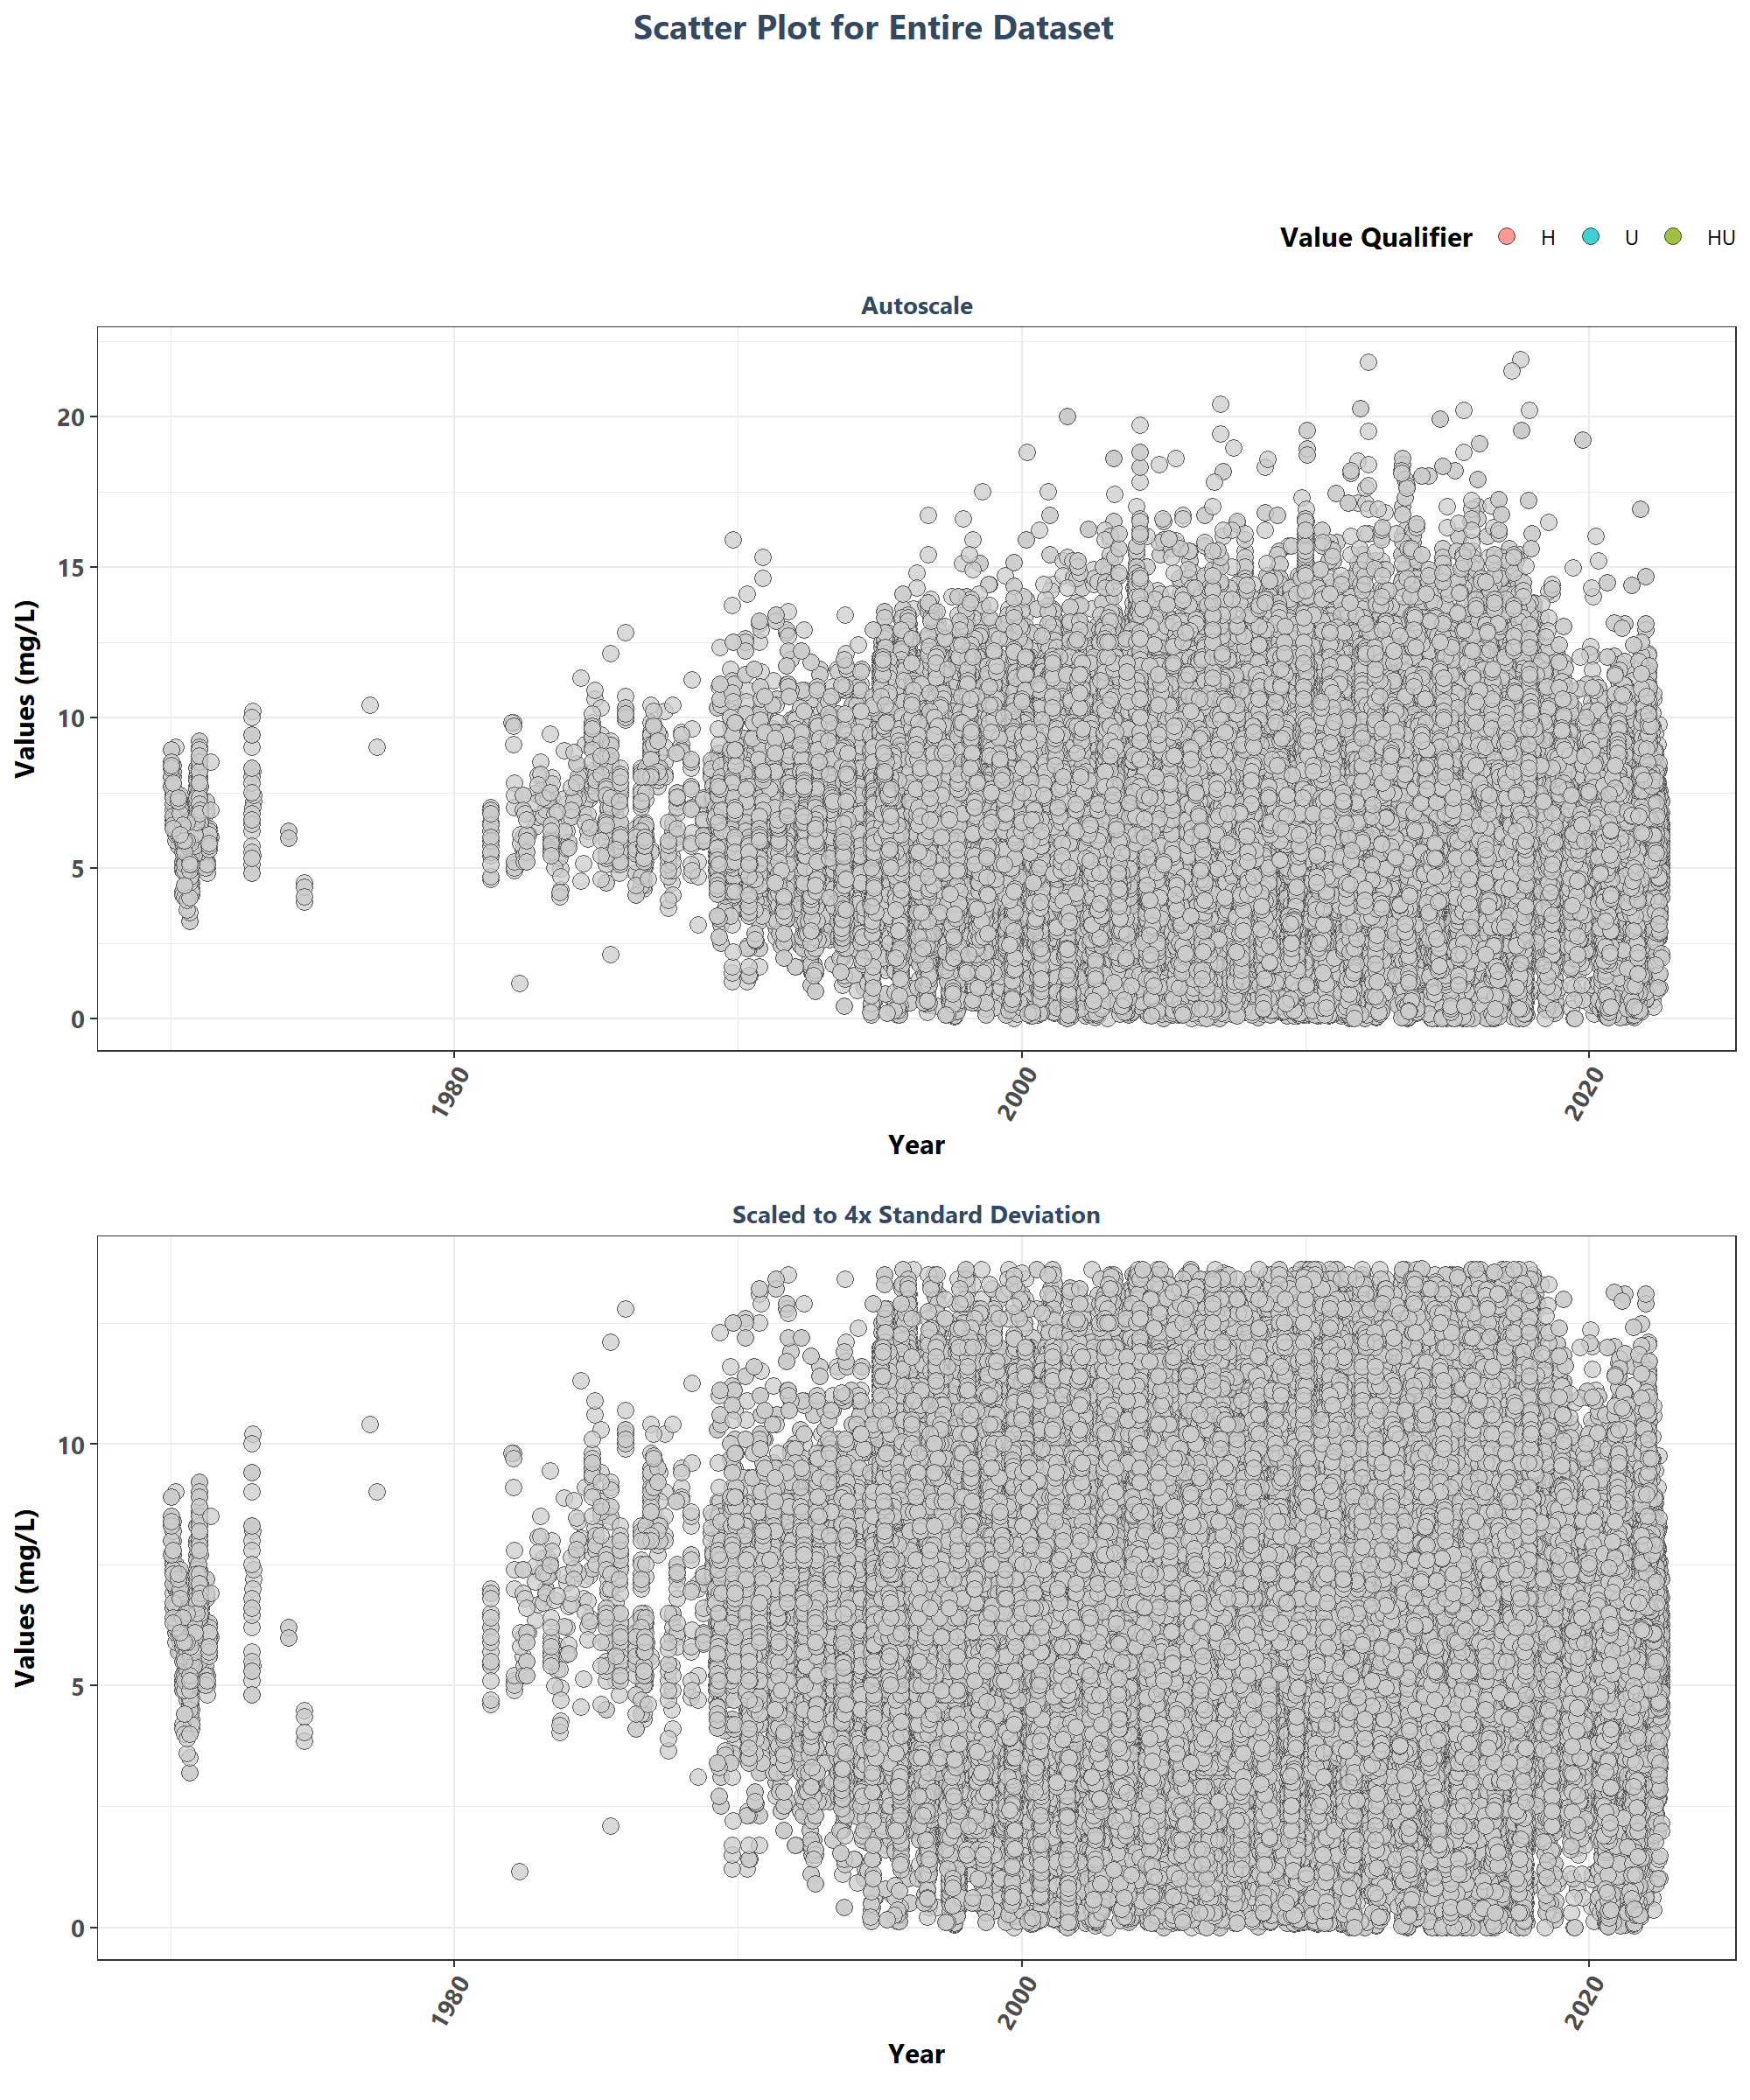 Scatter Plot for Entire Dataset
Value Qualifier H U HU
Autoscale
Values (mg/L)
20
15
10
5
0
1980 2000 2020
Year
Scaled to 4x Standard Deviation
Values (mg/L)
10
5
0
1980 2000 2020
Year